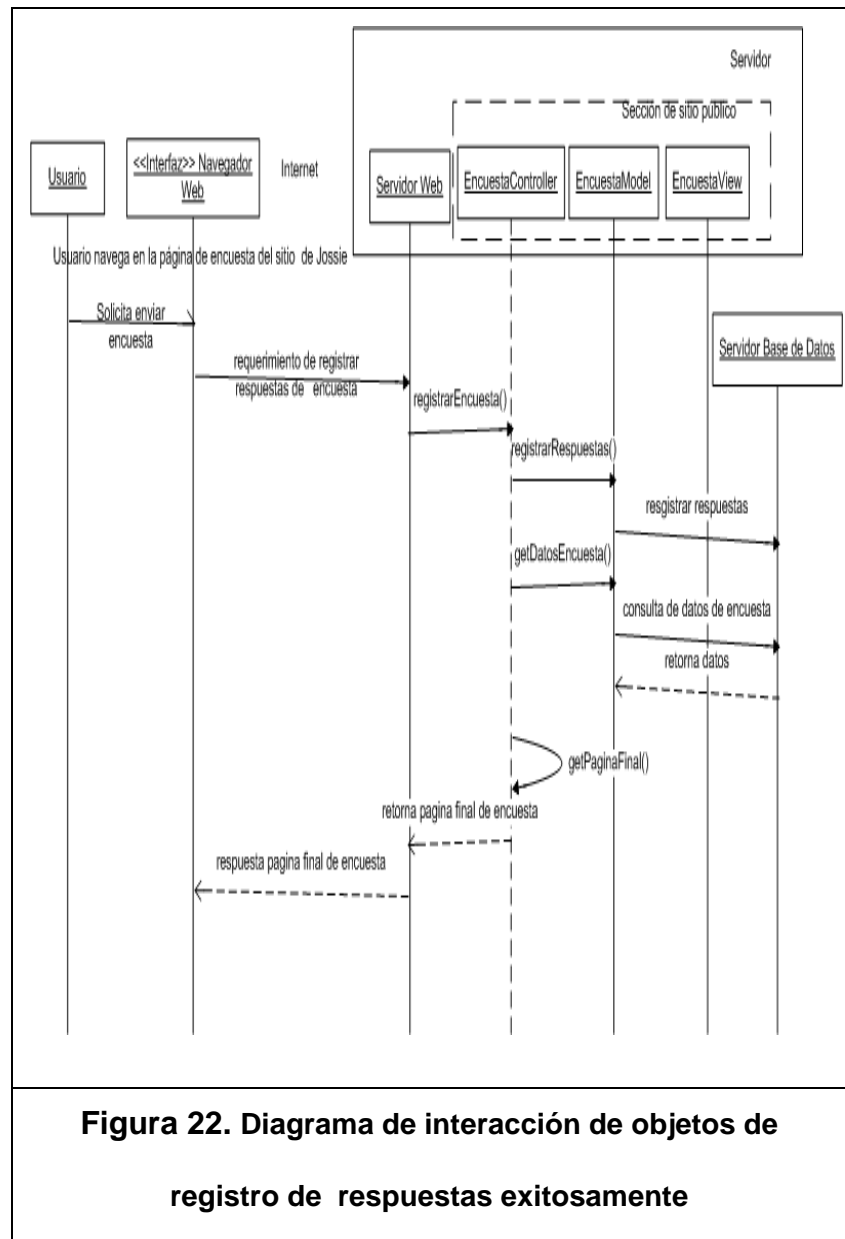 Servidor
Sección de sitio publico
Usuario
<<Interfaz>> Navegador
Web
Internet
Servidor Web
EncuestaController
EncuestaModel
EncuestaView
Usuario navega en la página de encuesta del sitio de Jossie
Solicita enviar
encuesta
Servidor Base de Datos
requerimiento de registrar
respuestas de encuesta
registrarEncuesta()
registrarRespuestas()
resgistrar respuestas
getDatosEncuesta()
consulta de datos de encuesta
retorna datos
getPaginaFinal()
retorna pagina final de encuesta
respuesta pagina final de encuesta
Figura 22. Diagrama de interacción de objetos de
registro de respuestas exitosamente